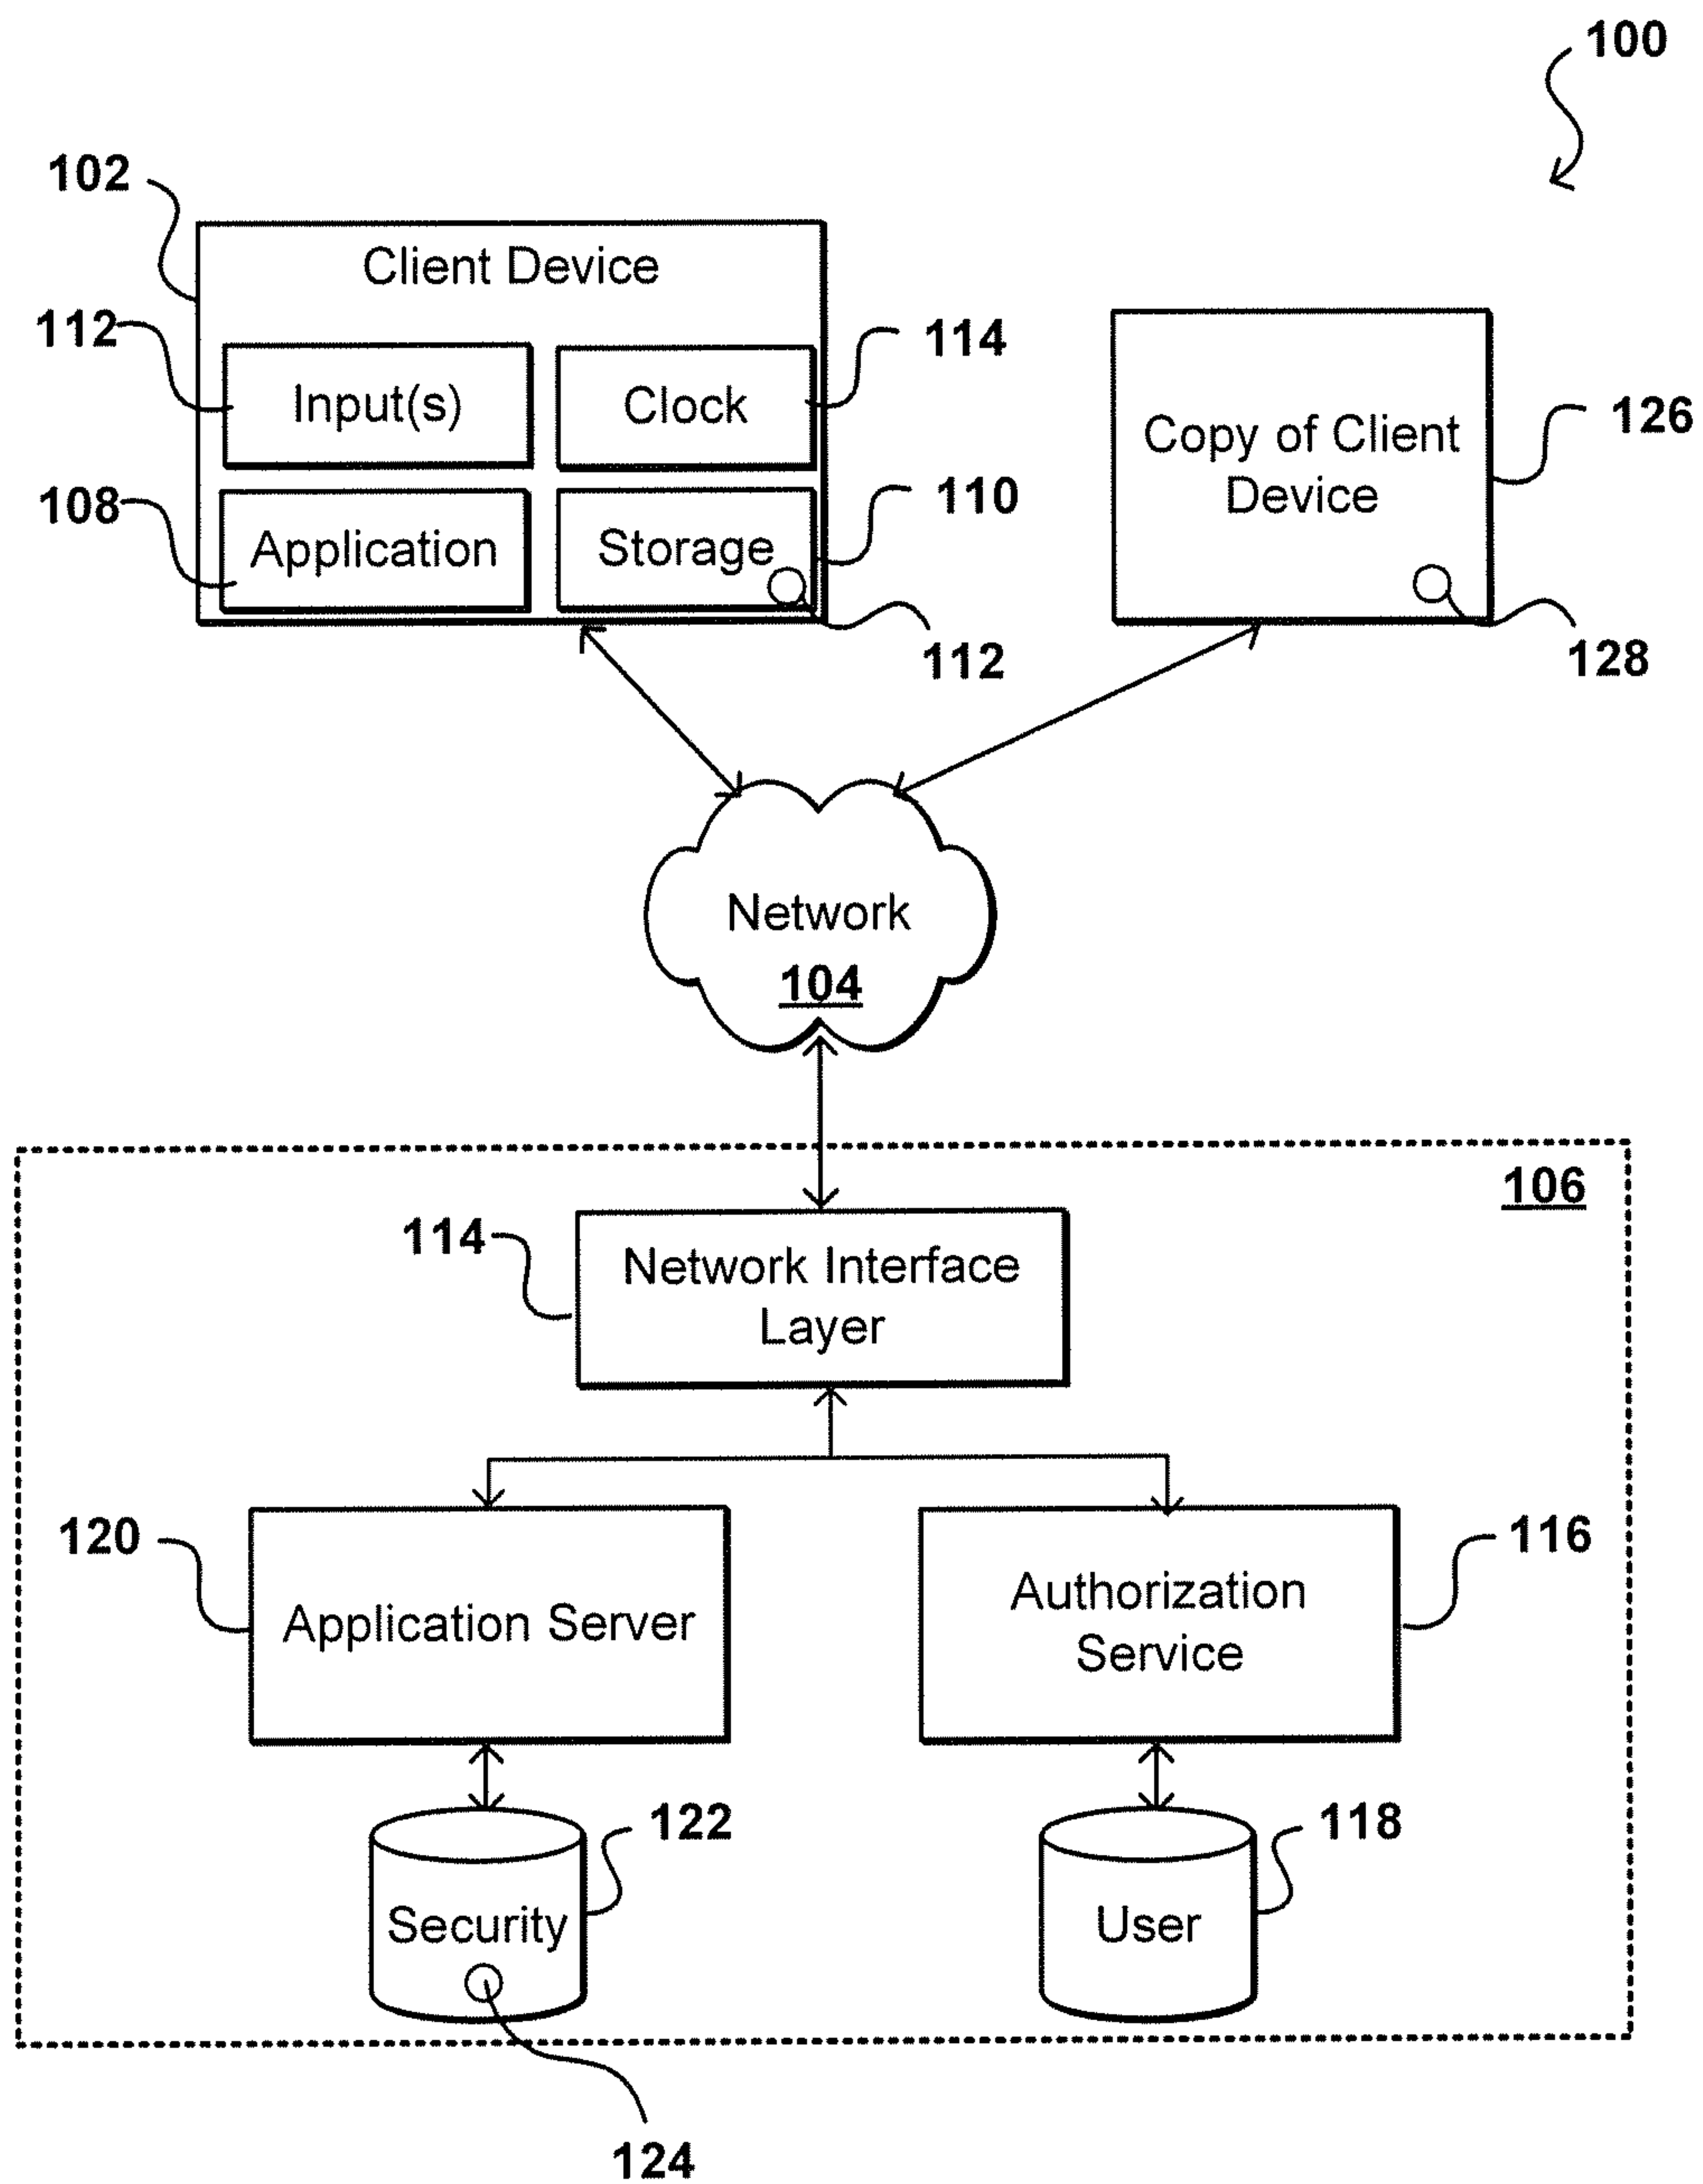 100
102
Client Device
112
Input(s)
Clock
114
108
Application
Storage
110
112
Copy of Client
Device
126
128
Network
104
106
114
Network Interface
Layer
120
Application Server
Authorization
Service
116
Security
122
User
118
124